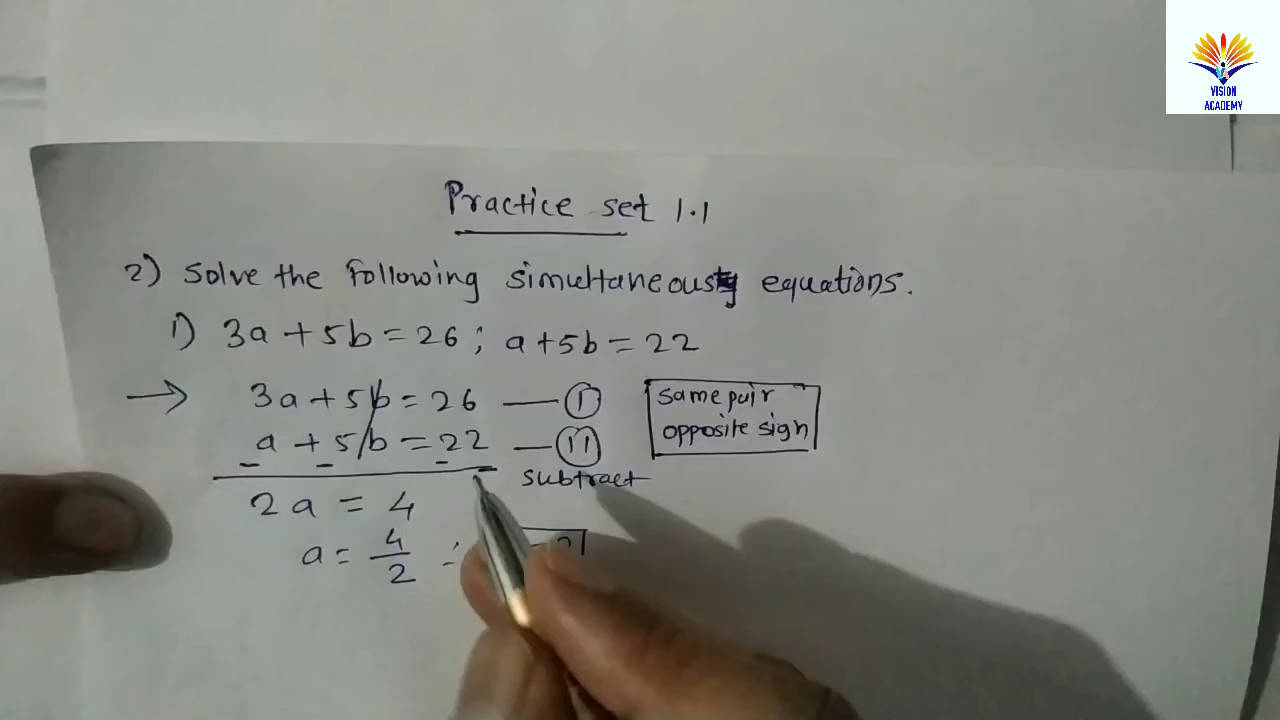 VISION
ACADEMY
Practice set 1.1
2) Solve the following simultaneous equations.
1) 3a + 5b = 26 ; a + 5b = 22
→ 3a + 5b = 26 — (I)
a + 5b = 22 — (II)
- - -
same pair
opposite sign
subtract
2a = 4
a = 4/2 ∴